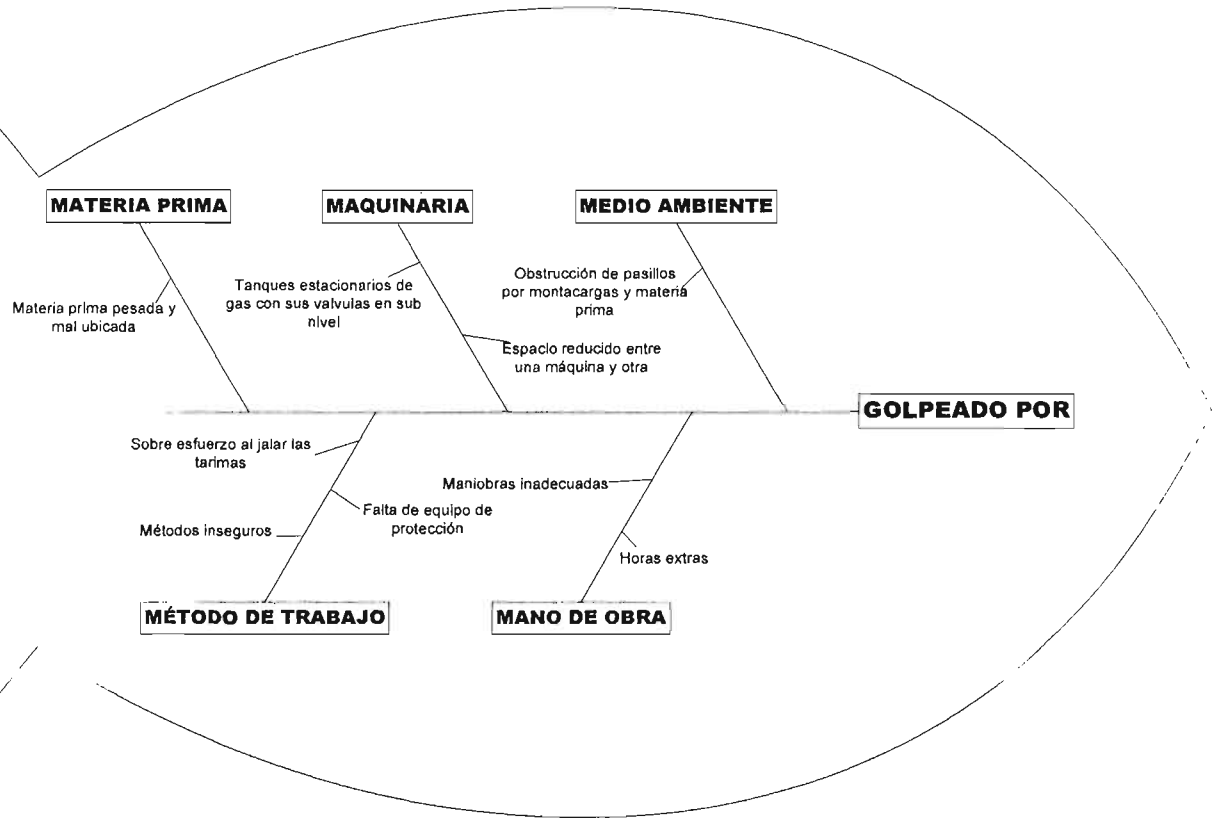 MATERIA PRIMA
MAQUINARIA
MEDIO AMBIENTE
Materia prima pesada y
mal ubicada
Tanques estacionarios de
gas con sus valvulas en sub
nivel
Obstrucción de pasillos
por montacargas y materia
prima
Espacio reducido entre
una máquina y otra
GOLPEADO POR
Sobre esfuerzo al jalar las
tarimas
Maniobras inadecuadas
Falta de equipo de
protección
Métodos inseguros
Horas extras
MÉTODO DE TRABAJO
MANO DE OBRA